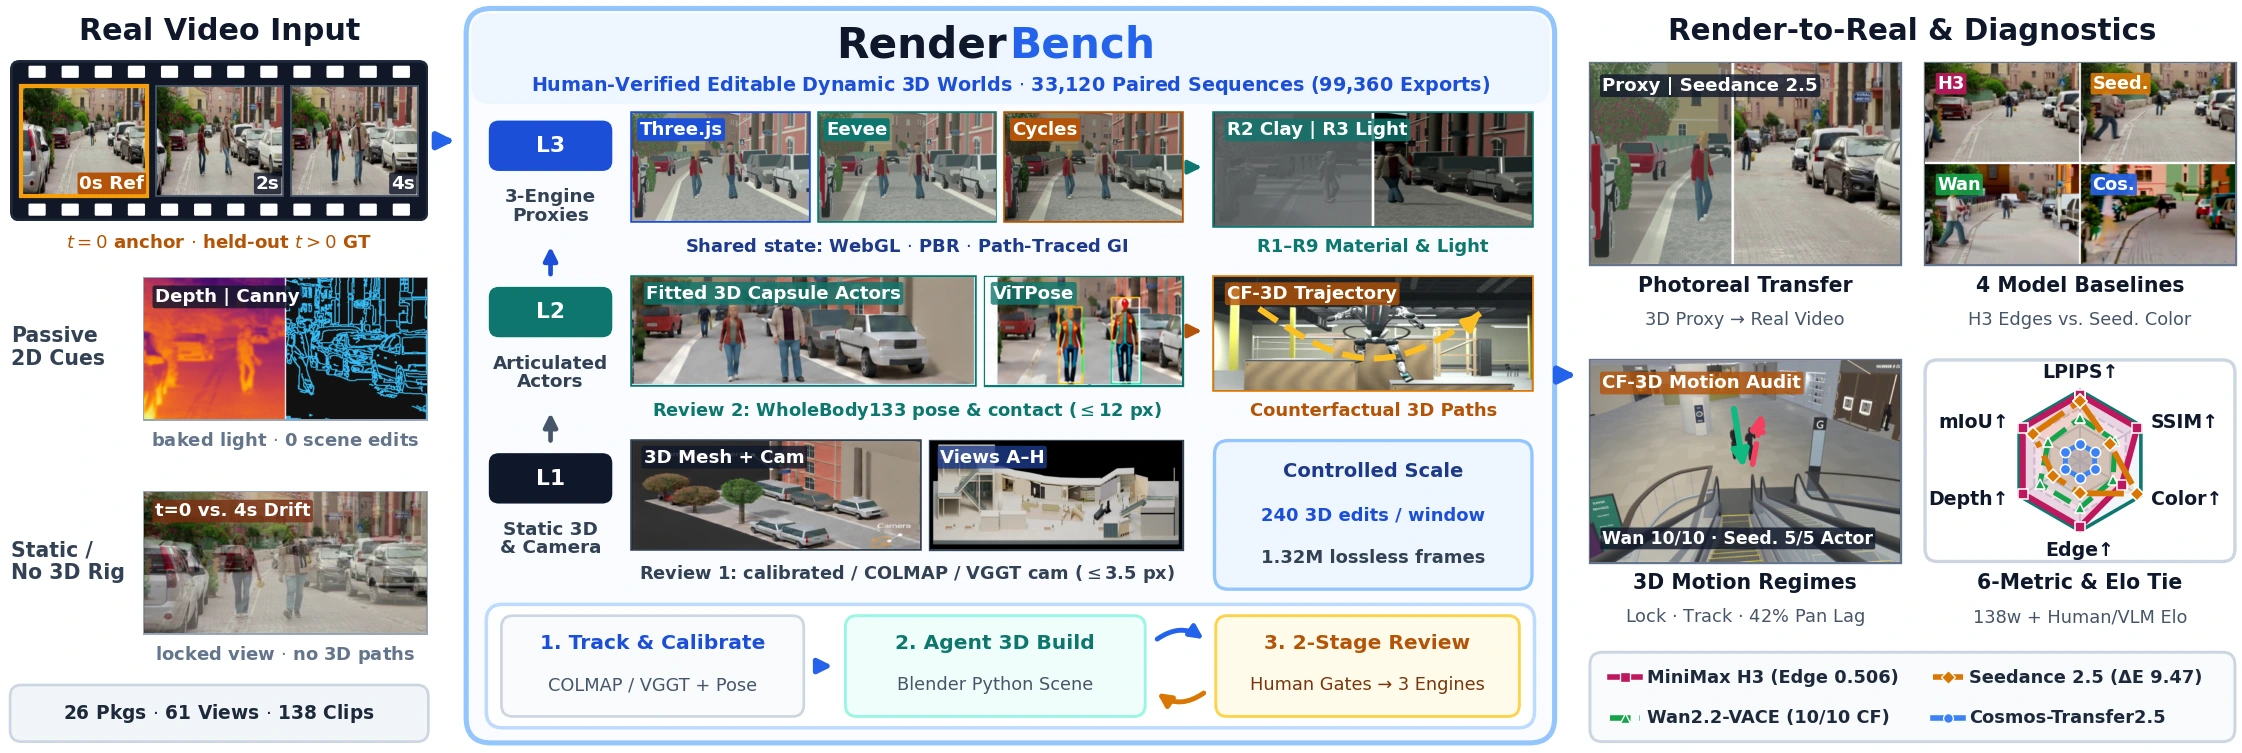 Real Video Input
0s Ref
2s
4s
t = 0 anchor · held-out t > 0 GT
Passive
2D Cues
Depth | Canny
baked light · 0 scene edits
Static /
No 3D Rig
t=0 vs. 4s Drift
locked view · no 3D paths
26 Pkgs · 61 Views · 138 Clips
RenderBench
Human-Verified Editable Dynamic 3D Worlds · 33,120 Paired Sequences (99,360 Exports)
L3
3-Engine
Proxies
Three.js
Eevee
Cycles
R2 Clay | R3 Light
Shared state: WebGL · PBR · Path-Traced GI
R1–R9 Material & Light
L2
Articulated
Actors
Fitted 3D Capsule Actors
ViTPose
CF-3D Trajectory
Review 2: WholeBody133 pose & contact (≤ 12 px)
Counterfactual 3D Paths
L1
Static 3D
& Camera
3D Mesh + Cam
Camera
Views A–H
Review 1: calibrated / COLMAP / VGGT cam (≤3.5 px)
Controlled Scale
240 3D edits / window
1.32M lossless frames
1. Track & Calibrate
COLMAP / VGGT + Pose
2. Agent 3D Build
Blender Python Scene
3. 2-Stage Review
Human Gates → 3 Engines
Render-to-Real & Diagnostics
Proxy | Seedance 2.5
Photoreal Transfer
3D Proxy → Real Video
H3
Seed.
Wan
Cos.
4 Model Baselines
H3 Edges vs. Seed. Color
CF-3D Motion Audit
G
Wan 10/10 · Seed. 5/5 Actor
3D Motion Regimes
Lock · Track · 42% Pan Lag
LPIPS↑
mIoU↑
SSIM↑
Depth↑
Color↑
Edge↑
6-Metric & Elo Tie
138w + Human/VLM Elo
MiniMax H3 (Edge 0.506)
Seedance 2.5 (ΔE 9.47)
Wan2.2-VACE (10/10 CF)
Cosmos-Transfer2.5